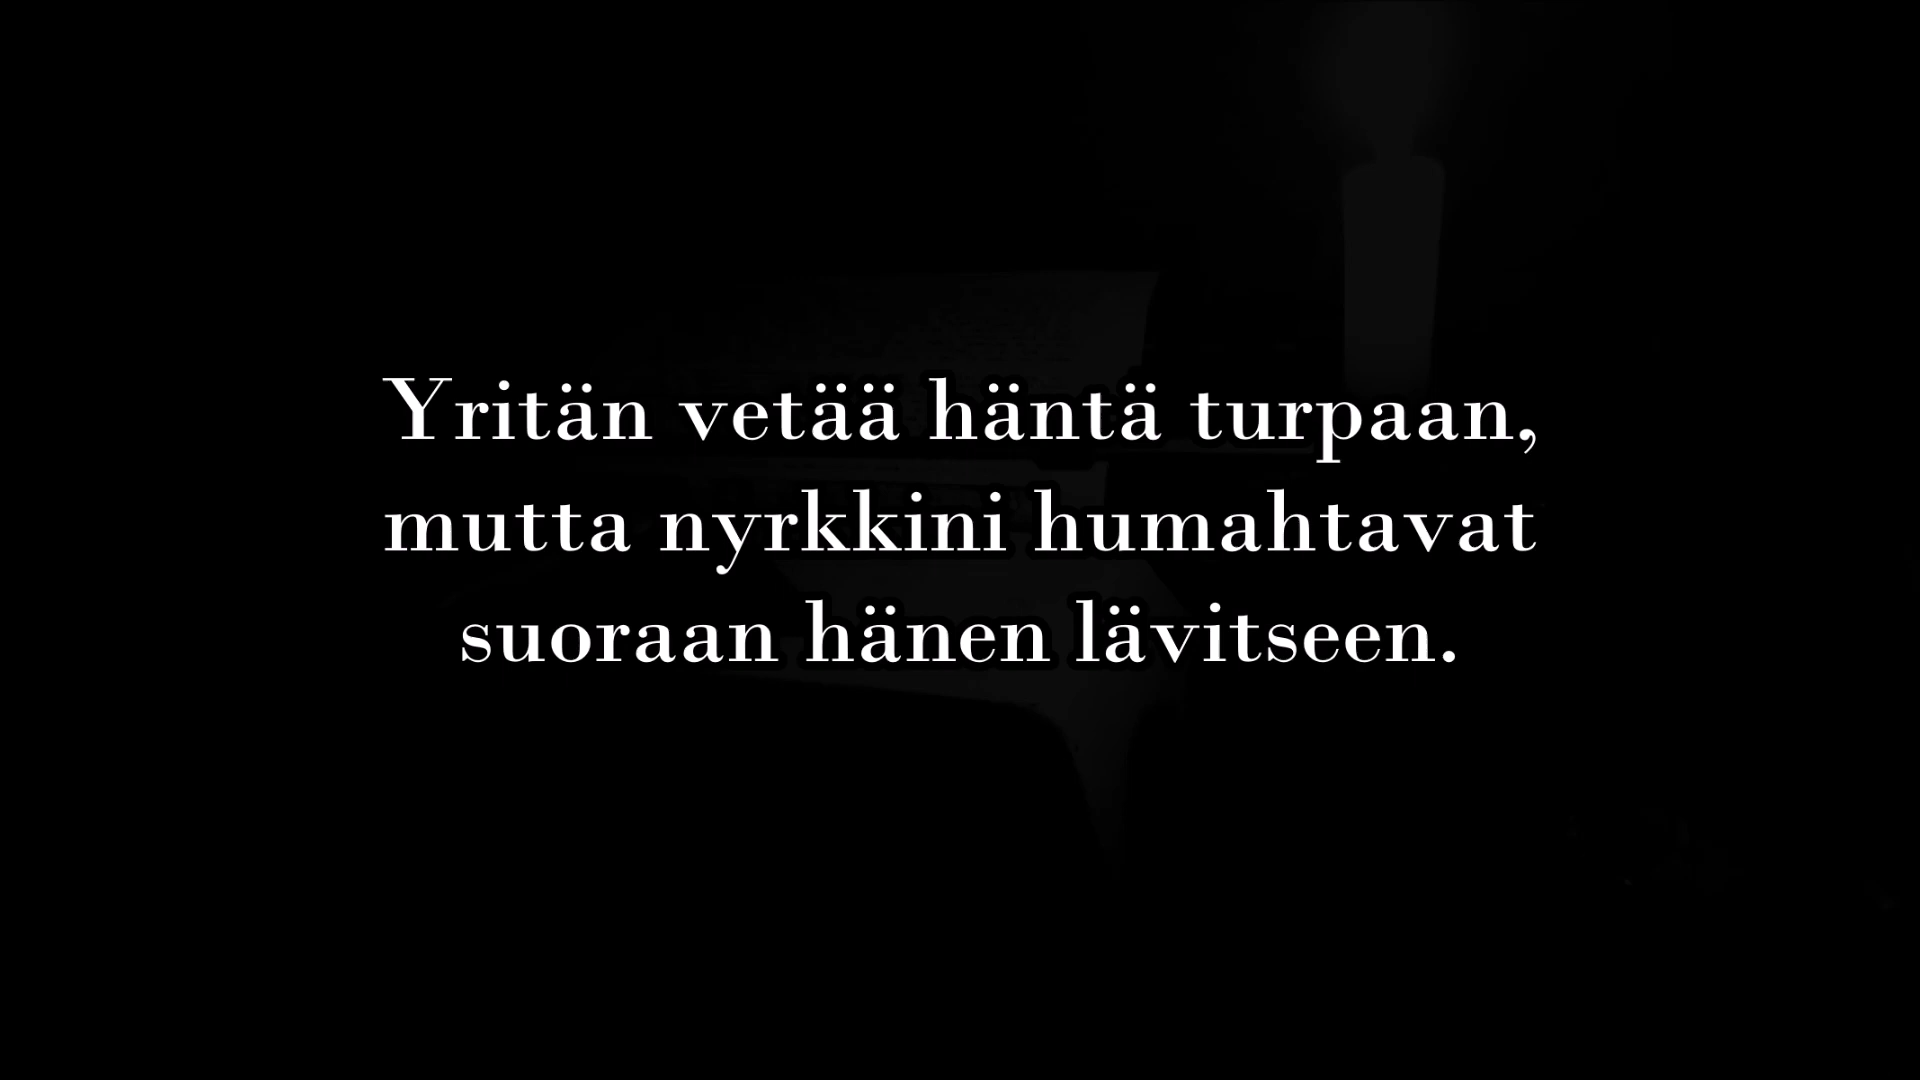 Yritän vetää häntä turpaan,
mutta nyrkkini humahtavat
suoraan hänen lävitseen.